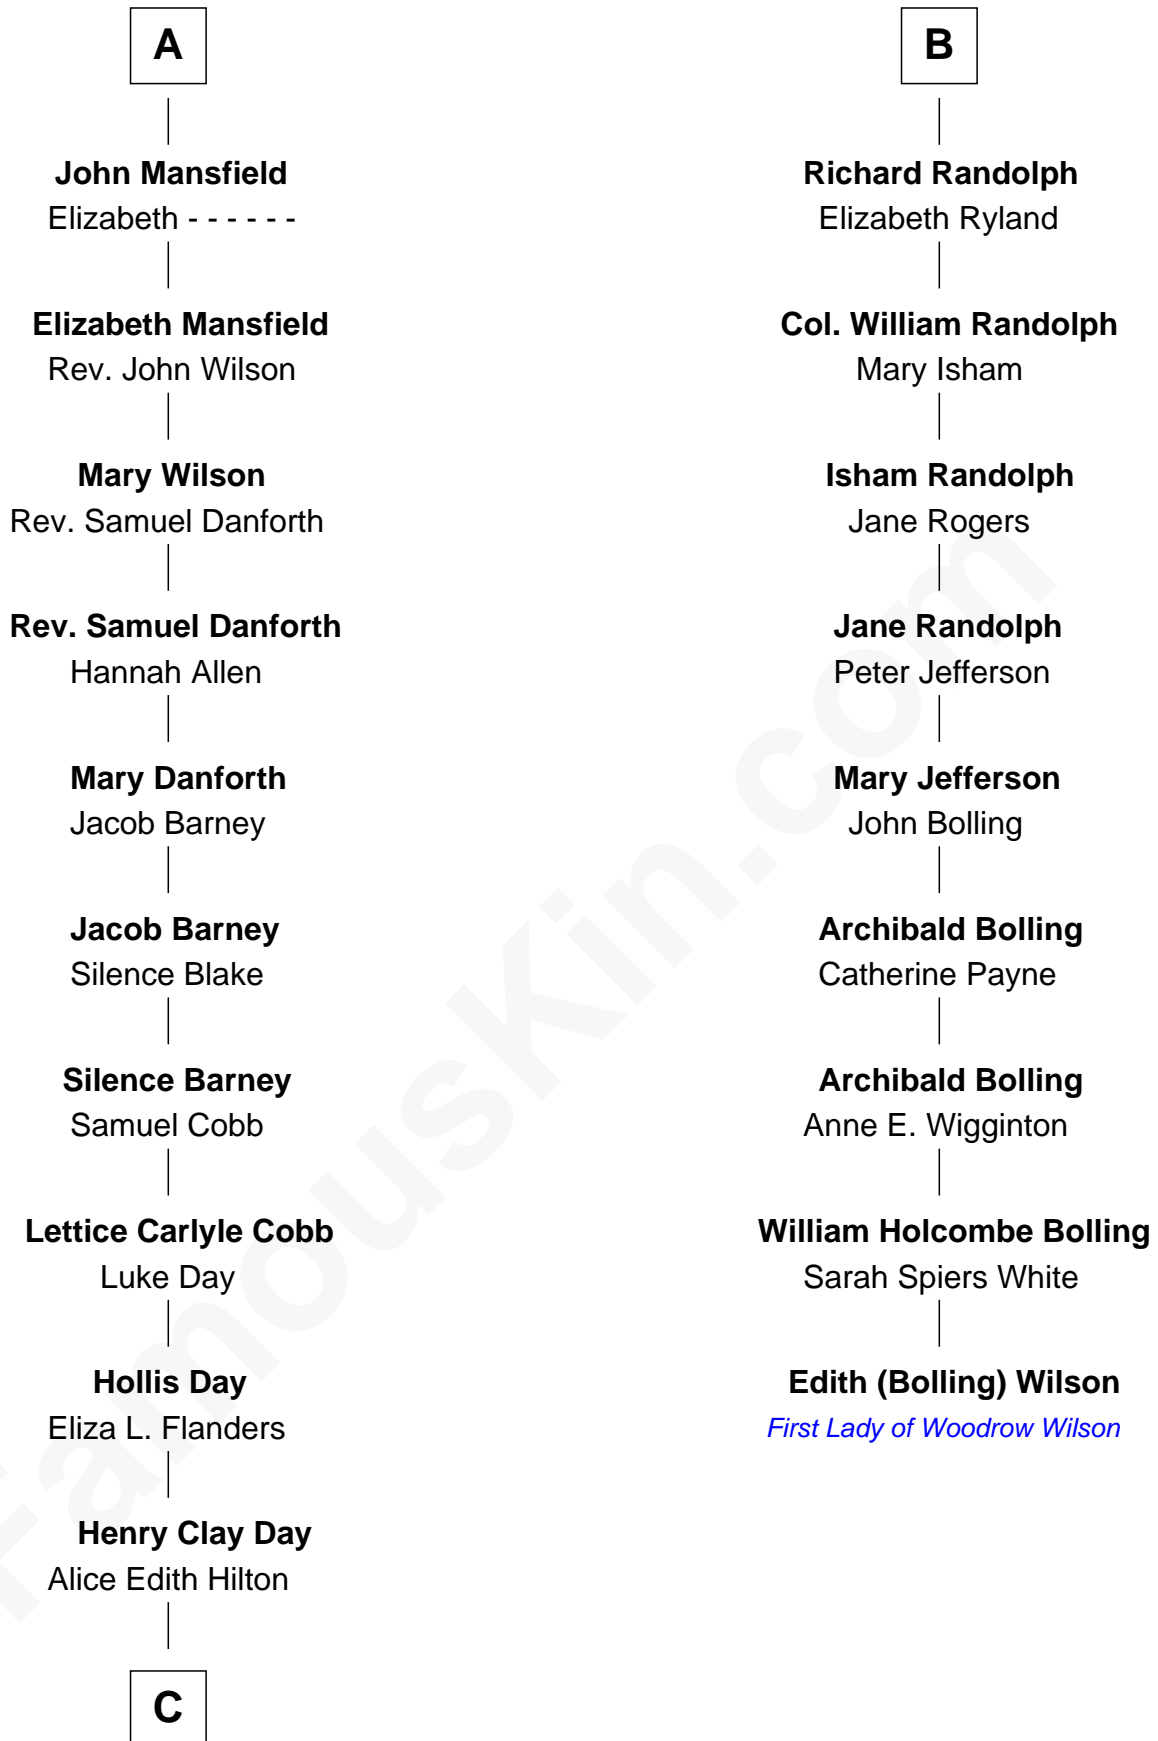 A
John Mansfield
Elizabeth - - - - - -
Elizabeth Mansfield
Rev. John Wilson
Mary Wilson
Rev. Samuel Danforth
Rev. Samuel Danforth
Hannah Allen
Mary Danforth
Jacob Barney
Jacob Barney
Silence Blake
Silence Barney
Samuel Cobb
Lettice Carlyle Cobb
Luke Day
Hollis Day
Eliza L. Flanders
Henry Clay Day
Alice Edith Hilton
C
B
Richard Randolph
Elizabeth Ryland
Col. William Randolph
Mary Isham
Isham Randolph
Jane Rogers
Jane Randolph
Peter Jefferson
Mary Jefferson
John Bolling
Archibald Bolling
Catherine Payne
Archibald Bolling
Anne E. Wigginton
William Holcombe Bolling
Sarah Spiers White
Edith (Bolling) Wilson
First Lady of Woodrow Wilson
FamousKin.com